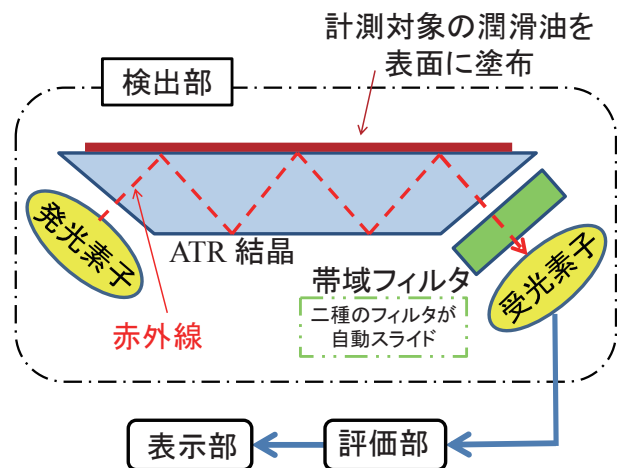 計測対象の潤滑油を
表面に塗布
検出部
発光素子
ATR 結晶
帯域フィルタ
二種のフィルタが
自動スライド
受光素子
赤外線
表示部
評価部